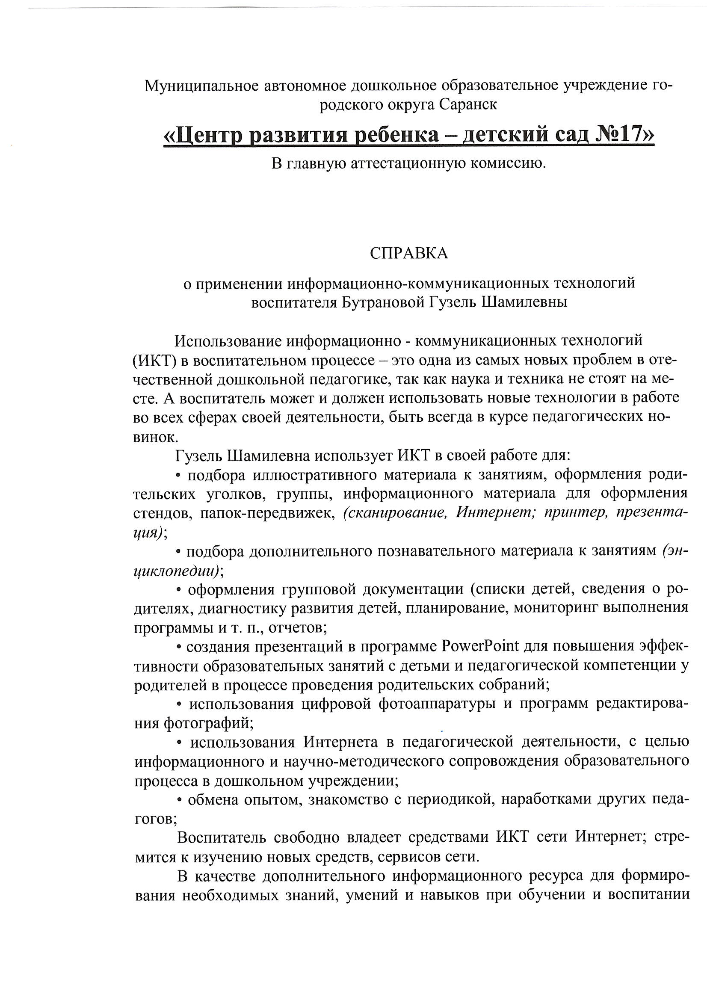 Муниципальное автономное дошкольное образовательное учреждение го-
родского округа Саранск
«Центр развития ребенка – детский сад №17»
В главную аттестационную комиссию.
СПРАВКА
о применении информационно-коммуникационных технологий
воспитателя Бутрановой Гузель Шамилевны
Использование информационно - коммуникационных технологий
(ИКТ) в воспитательном процессе – это одна из самых новых проблем в оте-
чественной дошкольной педагогике, так как наука и техника не стоят на ме-
сте. А воспитатель может и должен использовать новые технологии в работе
во всех сферах своей деятельности, быть всегда в курсе педагогических но-
винок.
Гузель Шамилевна использует ИКТ в своей работе для:
• подбора иллюстративного материала к занятиям, оформления роди-
тельских уголков, группы, информационного материала для оформления
стендов, папок-передвижек, (сканирование, Интернет; принтер, презента-
ция);
• подбора дополнительного познавательного материала к занятиям (эн-
циклопедии);
• оформления групповой документации (списки детей, сведения о ро-
дителях, диагностику развития детей, планирование, мониторинг выполнения
программы и т. п., отчетов;
• создания презентаций в программе PowerPoint для повышения эффек-
тивности образовательных занятий с детьми и педагогической компетенции у
родителей в процессе проведения родительских собраний;
• использования цифровой фотоаппаратуры и программ редактирова-
ния фотографий;
• использования Интернета в педагогической деятельности, с целью
информационного и научно-методического сопровождения образовательного
процесса в дошкольном учреждении;
• обмена опытом, знакомство с периодикой, наработками других педа-
гогов;
Воспитатель свободно владеет средствами ИКТ сети Интернет; стре-
мится к изучению новых средств, сервисов сети.
В качестве дополнительного информационного ресурса для формиро-
вания необходимых знаний, умений и навыков при обучении и воспитании